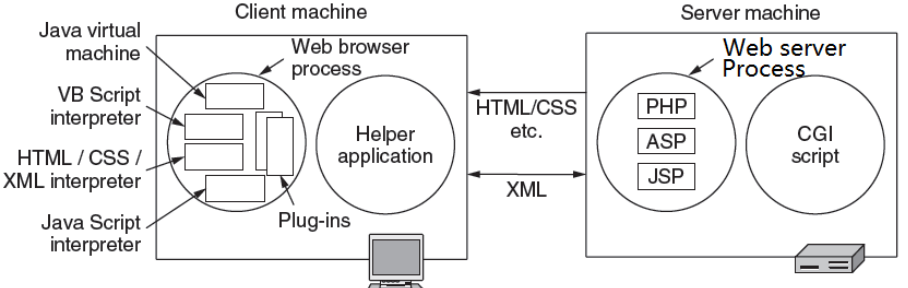 Client machine
Server machine
Java virtual
machine
Web browser
process
Web server
Process
VB Script
interpreter
HTML / CSS /
XML interpreter
Java Script
interpreter
Plug-ins
Helper
application
HTML/CSS
etc.
XML
PHP
ASP
JSP
CGI
script